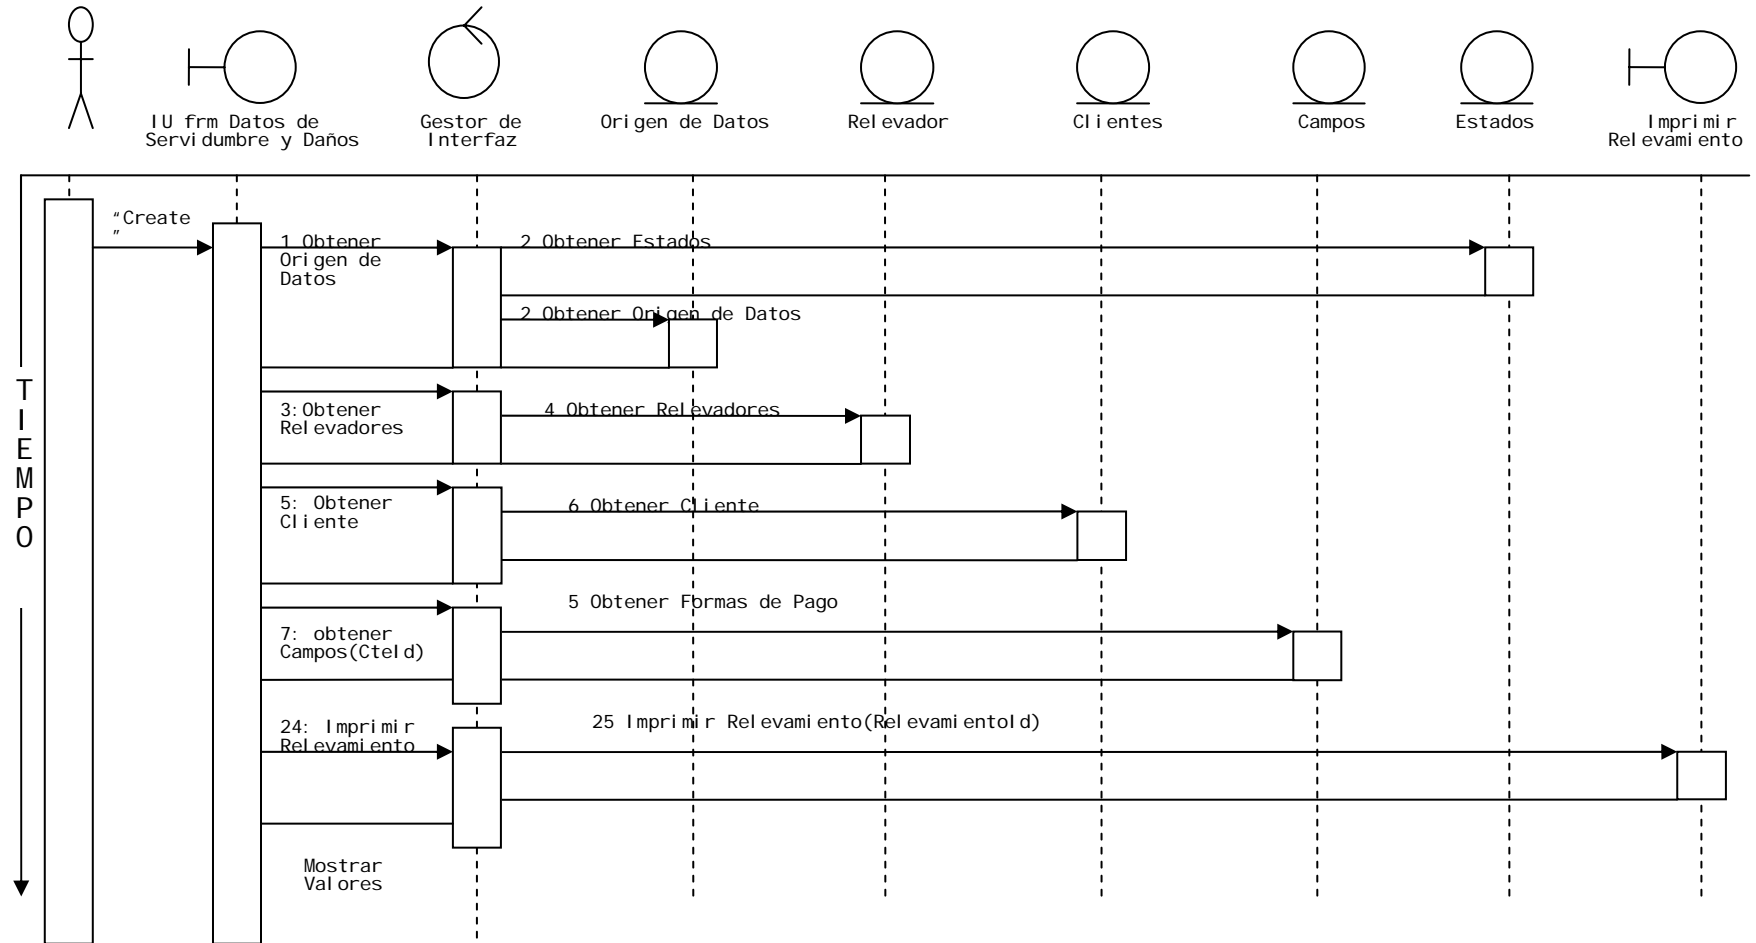 IU frm Datos de
Servidumbre y Daños
Gestor de
Interfaz
Origen de Datos
Relevador
Clientes
Campos
Estados
Imprimir
Relevamiento
TIEMPO
“Create
”
1 Obtener
Origen de
Datos
2 Obtener Estados
2 Obtener Origen de Datos
3:Obtener
Relevadores
4 Obtener Relevadores
5: Obtener
Cliente
6 Obtener Cliente
5 Obtener Formas de Pago
7: obtener
Campos(CteId)
24: Imprimir
Relevamiento
25 Imprimir Relevamiento(RelevamientoId)
Mostrar
Valores